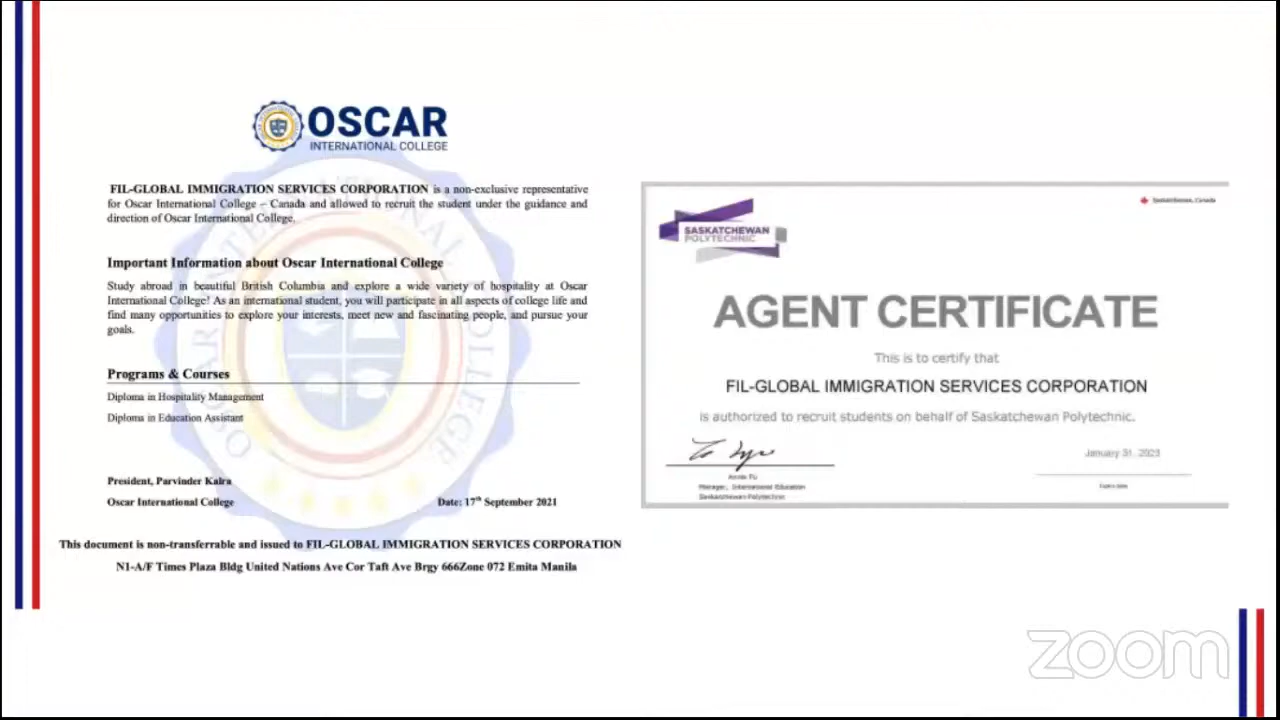 OSCAR
INTERNATIONAL COLLEGE
FIL-GLOBAL IMMIGRATION SERVICES CORPORATION is a non-exclusive representative
for Oscar International College – Canada and allowed to recruit the student under the guidance and
direction of Oscar International College.
Important Information about Oscar International College
Study abroad in beautiful British Columbia and explore a wide variety of hospitality at Oscar
International College! As an international student, you will participate in all aspects of college life and
find many opportunities to explore your interests, meet new and fascinating people, and pursue your
goals.
Programs & Courses
Diploma in Hospitality Management
Diploma in Education Assistant
President, Parvinder Kalra
Oscar International College
Date: 17th September 2021
This document is non-transferrable and issued to FIL-GLOBAL IMMIGRATION SERVICES CORPORATION
N1-A/F Times Plaza Bldg United Nations Ave Cor Taft Ave Brgy 666Zone 072 Emita Manila
Saskatchewan, Canada
SASKATCHEWAN
POLYTECHNIC
AGENT CERTIFICATE
This is to certify that
FIL-GLOBAL IMMIGRATION SERVICES CORPORATION
is authorized to recruit students on behalf of Saskatchewan Polytechnic.
January 31, 2023
Manager, International Education
Saskatchewan Polytechnic
zoom